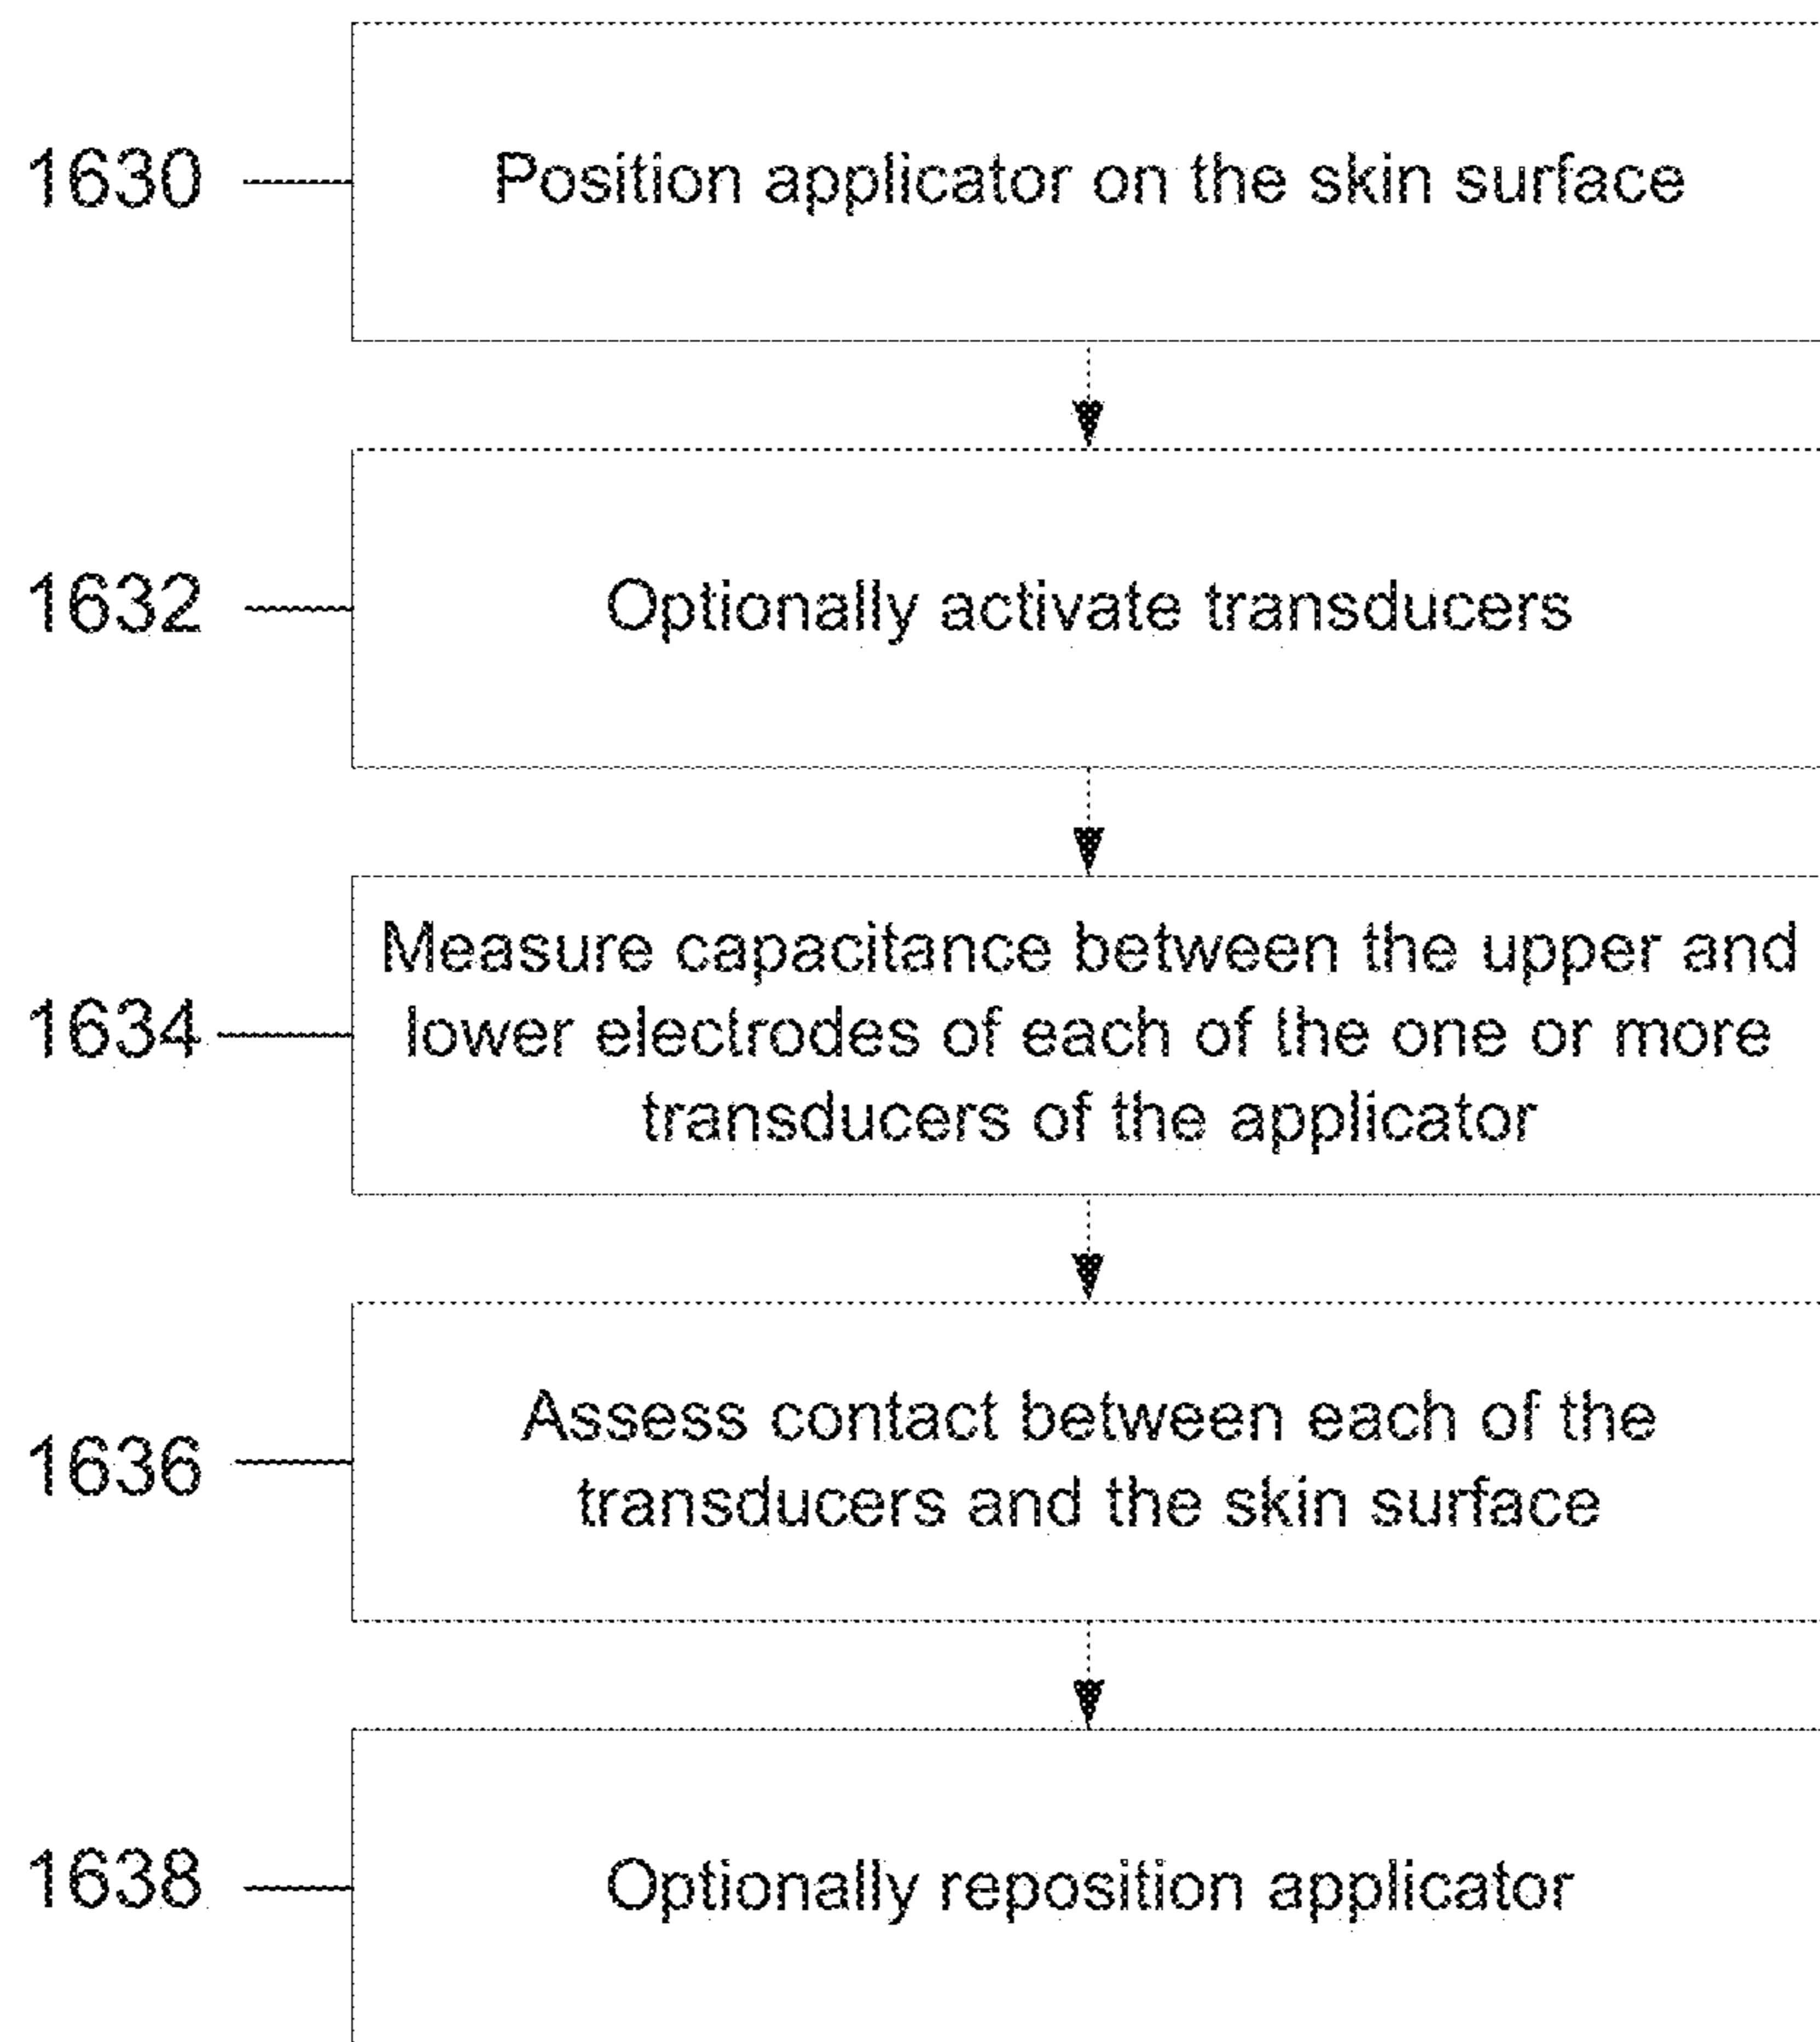 1630
Position applicator on the skin surface
1632
Optionally activate transducers
1634
Measure capacitance between the upper and
lower electrodes of each of the one or more
transducers of the applicator
1636
Assess contact between each of the
transducers and the skin surface
1638
Optionally reposition applicator